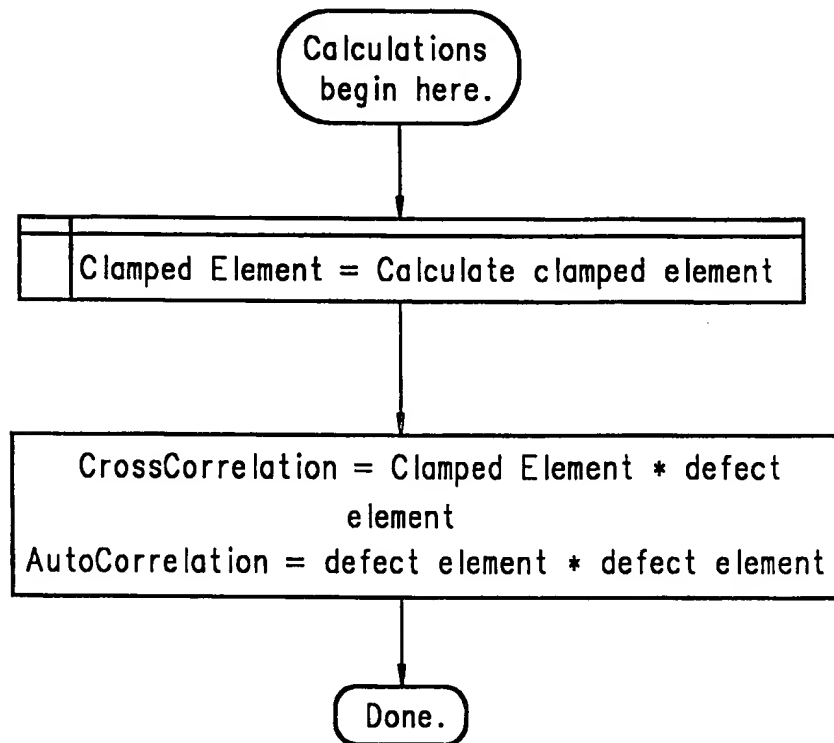 Calculations
begin here.
Clamped Element = Calculate clamped element
CrossCorrelation = Clamped Element * defect
element
AutoCorrelation = defect element * defect element
Done.